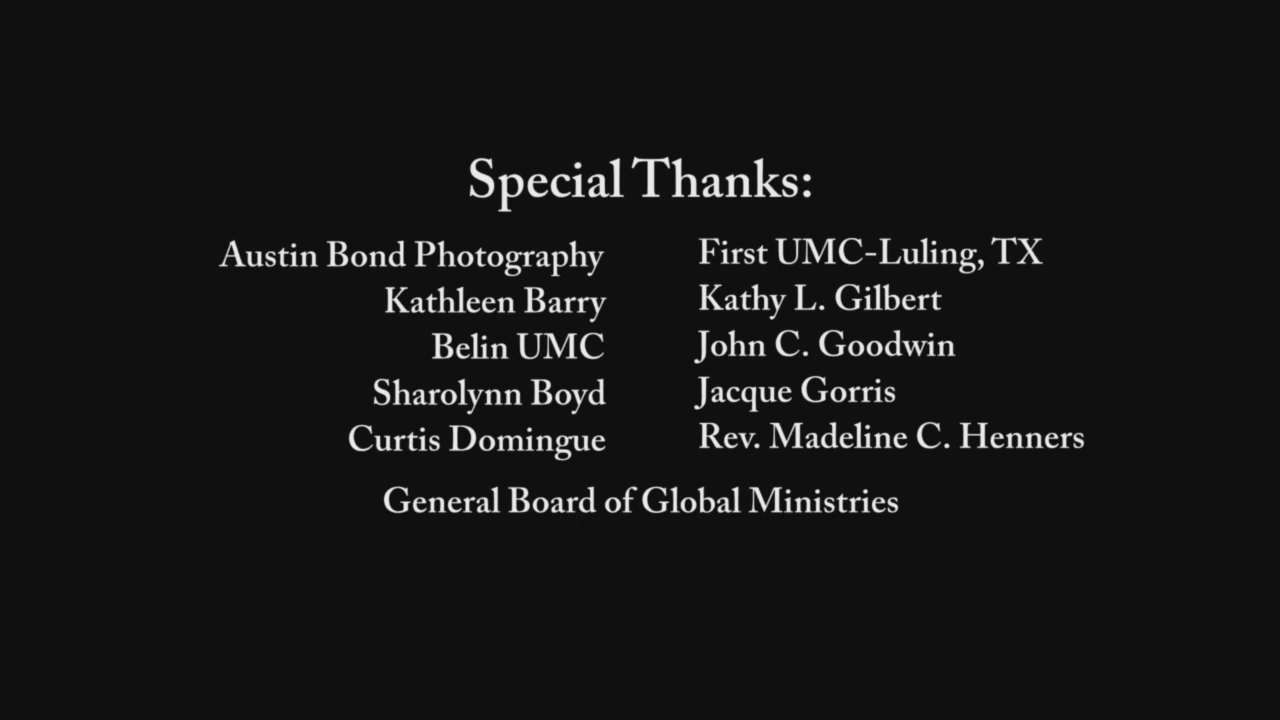 Special Thanks:
Austin Bond Photography
Kathleen Barry
Belin UMC
Sharolynn Boyd
Curtis Domingue
First UMC-Luling, TX
Kathy L. Gilbert
John C. Goodwin
Jacque Gorris
Rev. Madeline C. Henners
General Board of Global Ministries